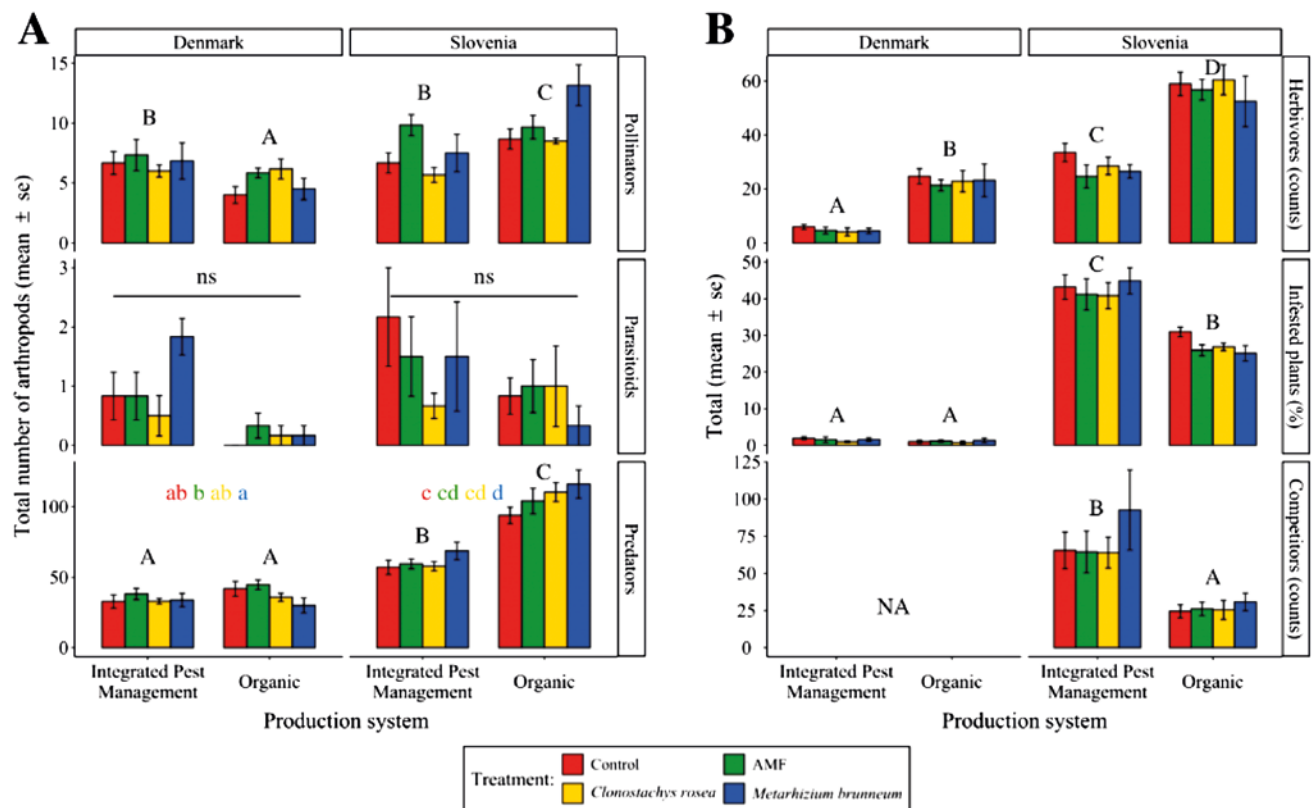 A
B
Denmark
Slovenia
Denmark
Slovenia
Total number of arthropods (mean ± se)
15
10
5
0
B
A
B
C
Pollinators
3
2
1
0
ns
ns
Parasitoids
100
50
0
ab b ab a
c cd cd d
A
A
B
C
Predators
Integrated Pest
Management
Organic
Integrated Pest
Management
Organic
Production system
Total (mean ± se)
60
40
20
0
A
B
C
D
Herbivores (counts)
50
40
30
20
10
0
A
A
C
B
Infested plants (%)
125
100
75
50
25
0
NA
B
A
Competitors (counts)
Integrated Pest
Management
Organic
Integrated Pest
Management
Organic
Production system
Treatment:
Control
AMF
Clonostachys rosea
Metarhizium brunneum